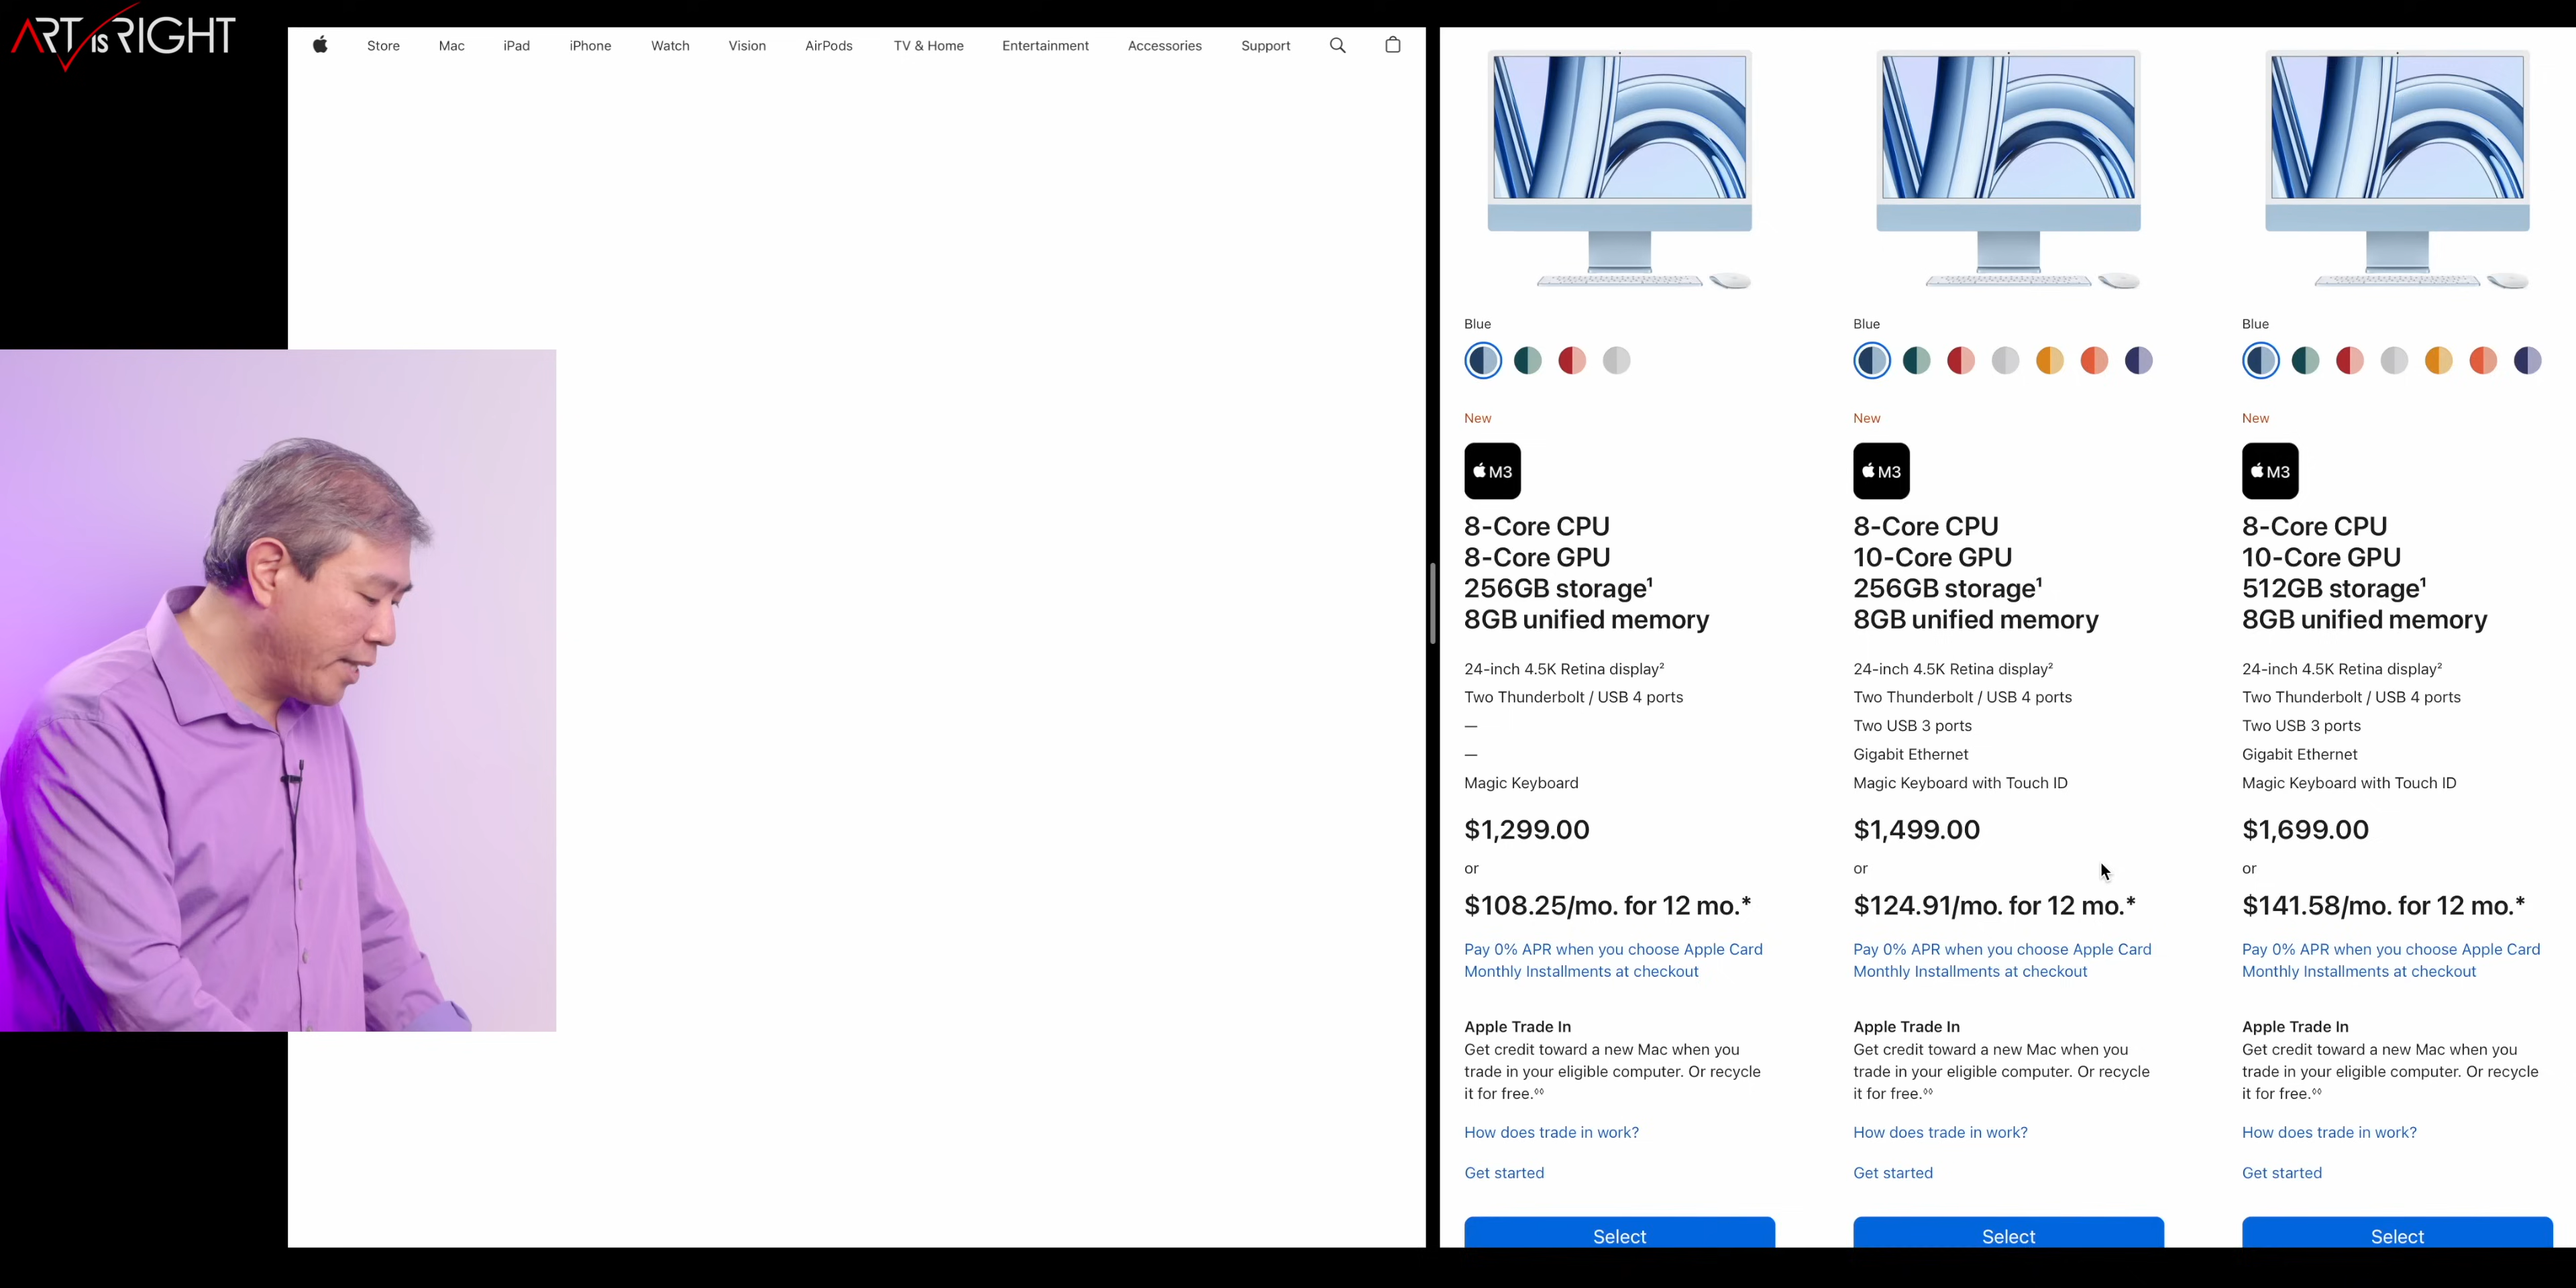 ART IS RIGHT
Store Mac iPad iPhone Watch Vision AirPods TV & Home Entertainment Accessories Support
Blue
New
M3
8-Core CPU
8-Core GPU
256GB storage¹
8GB unified memory
24-inch 4.5K Retina display²
Two Thunderbolt / USB 4 ports
—
—
Magic Keyboard
$1,299.00
or
$108.25/mo. for 12 mo.*
Pay 0% APR when you choose Apple Card
Monthly Installments at checkout
Apple Trade In
Get credit toward a new Mac when you
trade in your eligible computer. Or recycle
it for free.◊◊
How does trade in work?
Get started
Select
Blue
New
M3
8-Core CPU
10-Core GPU
256GB storage¹
8GB unified memory
24-inch 4.5K Retina display²
Two Thunderbolt / USB 4 ports
Two USB 3 ports
Gigabit Ethernet
Magic Keyboard with Touch ID
$1,499.00
or
$124.91/mo. for 12 mo.*
Pay 0% APR when you choose Apple Card
Monthly Installments at checkout
Apple Trade In
Get credit toward a new Mac when you
trade in your eligible computer. Or recycle
it for free.◊◊
How does trade in work?
Get started
Select
Blue
New
M3
8-Core CPU
10-Core GPU
512GB storage¹
8GB unified memory
24-inch 4.5K Retina display²
Two Thunderbolt / USB 4 ports
Two USB 3 ports
Gigabit Ethernet
Magic Keyboard with Touch ID
$1,699.00
or
$141.58/mo. for 12 mo.*
Pay 0% APR when you choose Apple Card
Monthly Installments at checkout
Apple Trade In
Get credit toward a new Mac when you
trade in your eligible computer. Or recycle
it for free.◊◊
How does trade in work?
Get started
Select